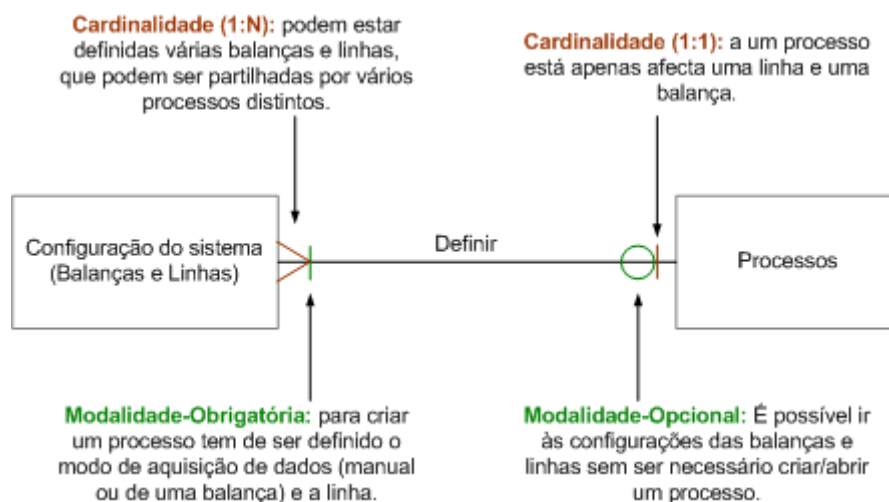 Cardinalidade (1:N): podem estar
definidas várias balanças e linhas,
que podem ser partilhadas por vários
processos distintos.
Cardinalidade (1:1): a um processo
está apenas afecta uma linha e uma
balança.
Configuração do sistema
(Balanças e Linhas)
Definir
Processos
Modalidade-Obrigatória: para criar
um processo tem de ser definido o
modo de aquisição de dados (manual
ou de uma balança) e a linha.
Modalidade-Opcional: É possível ir
às configurações das balanças e
linhas sem ser necessário criar/abrir
um processo.